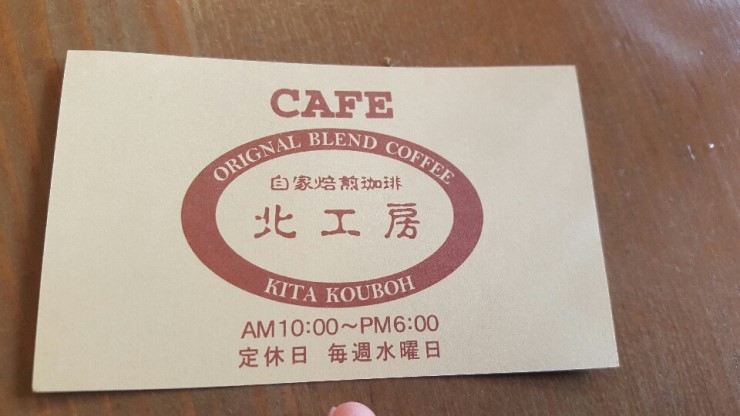 CAFE
ORIGNAL BLEND COFFEE
自家焙煎珈琲
北工房
KITA KOUBOH
AM10:00〜PM6:00
定休日 毎週水曜日